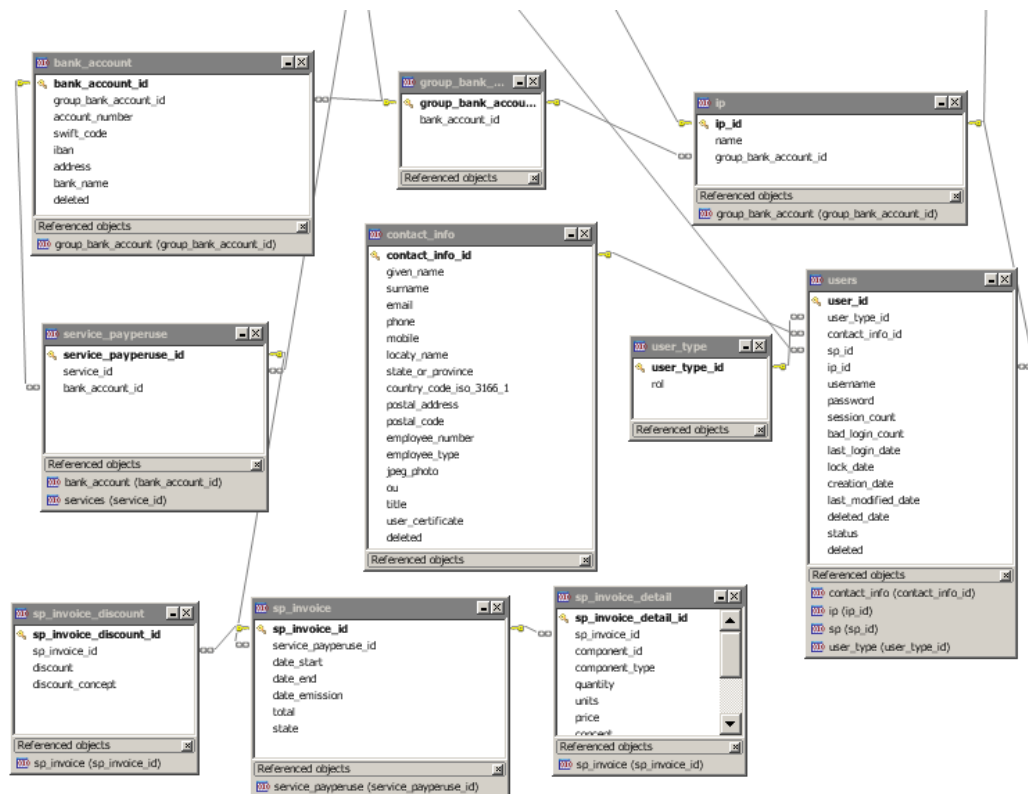 bank_account
bank_account_id
group_bank_account_id
account_number
swift_code
iban
address
bank_name
deleted
Referenced objects
group_bank_account (group_bank_account_id)
group_bank_...
group_bank_accou...
bank_account_id
Referenced objects
ip
ip_id
name
group_bank_account_id
Referenced objects
group_bank_account (group_bank_account_id)
service_payperuse
service_payperuse_id
service_id
bank_account_id
Referenced objects
bank_account (bank_account_id)
services (service_id)
contact_info
contact_info_id
given_name
surname
email
phone
mobile
locaty_name
state_or_province
country_code_iso_3166_1
postal_address
postal_code
employee_number
employee_type
jpeg_photo
ou
title
user_certificate
deleted
Referenced objects
user_type
user_type_id
rol
Referenced objects
users
user_id
user_type_id
contact_info_id
sp_id
ip_id
username
password
session_count
bad_login_count
last_login_date
lock_date
creation_date
last_modified_date
deleted_date
status
deleted
Referenced objects
contact_info (contact_info_id)
ip (ip_id)
sp (sp_id)
user_type (user_type_id)
sp_invoice_discount
sp_invoice_discount_id
sp_invoice_id
discount
discount_concept
Referenced objects
sp_invoice (sp_invoice_id)
sp_invoice
sp_invoice_id
service_payperuse_id
date_start
date_end
date_emission
total
state
Referenced objects
service_payperuse (service_payperuse_id)
sp_invoice_detail
sp_invoice_detail_id
sp_invoice_id
component_id
component_type
quantity
units
price
concept
Referenced objects
sp_invoice (sp_invoice_id)